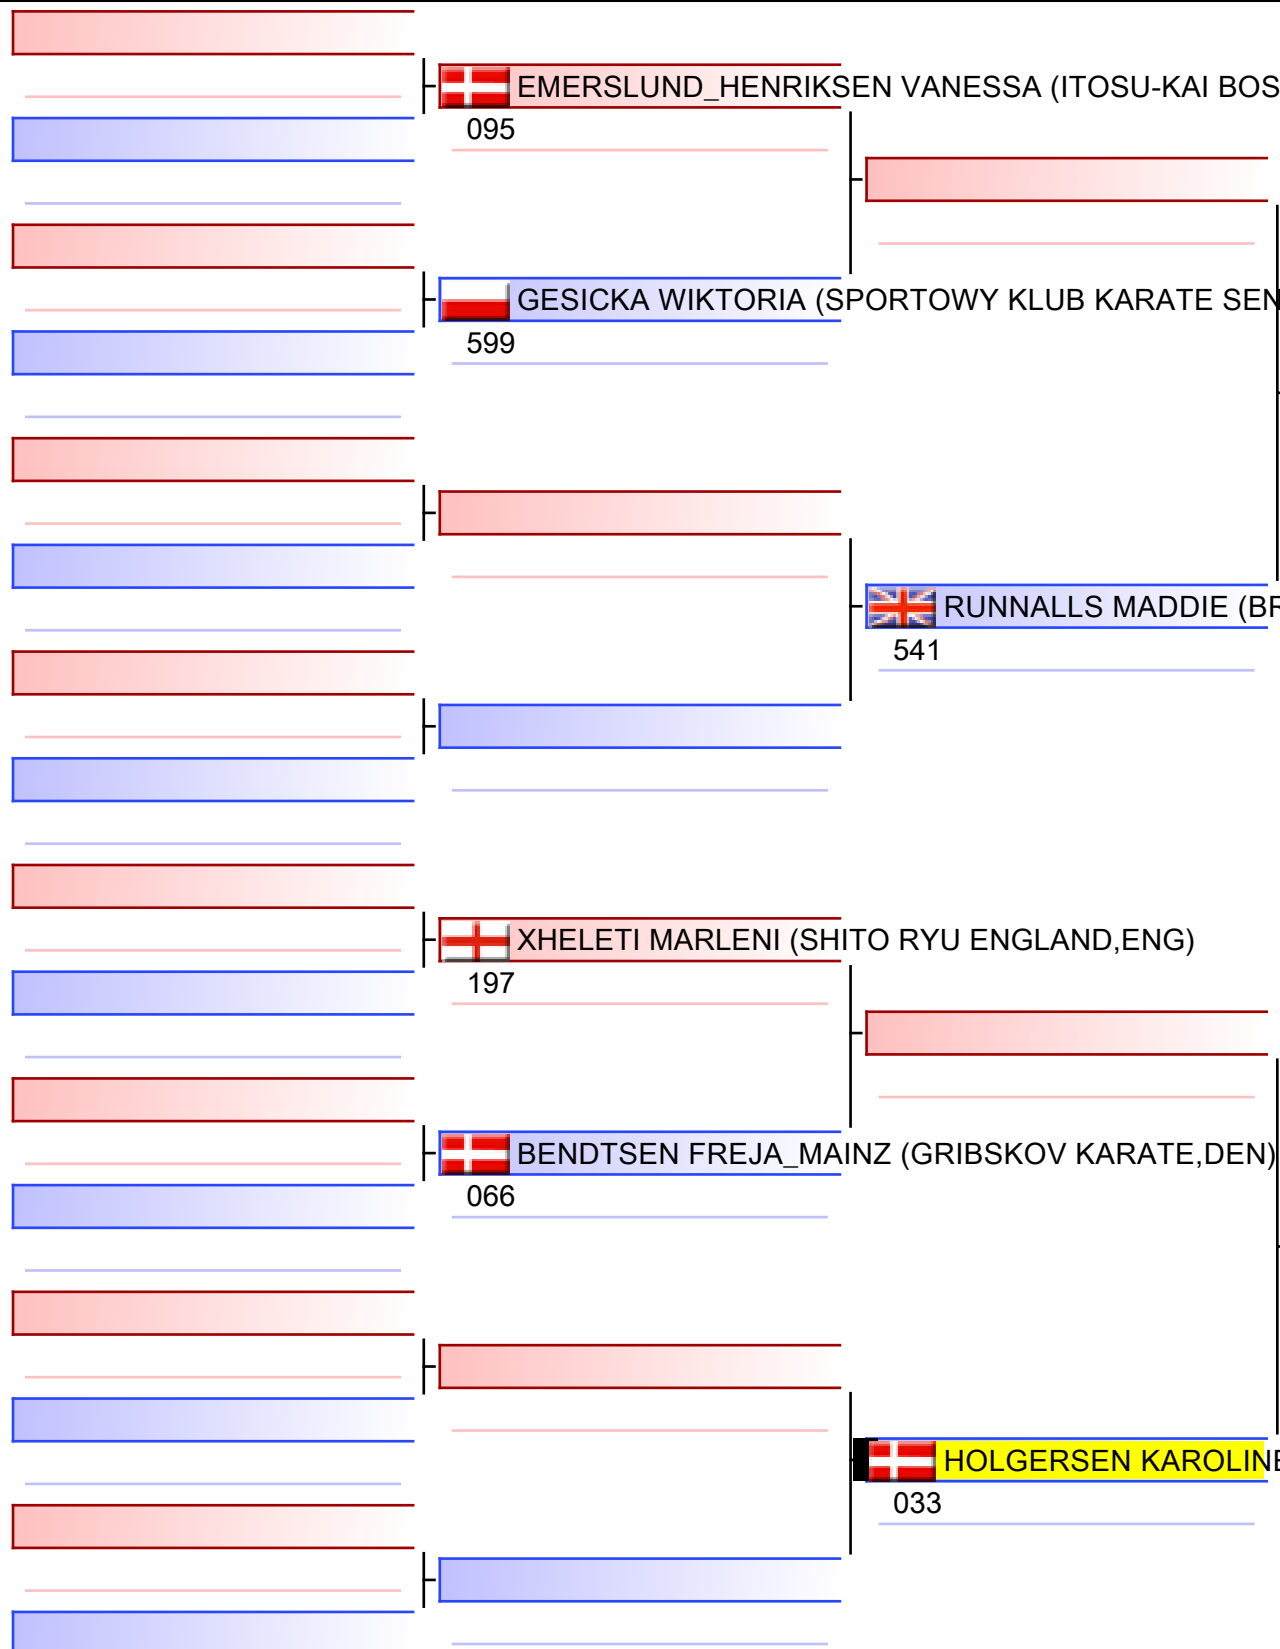 EMERSLUND_HENRIKSEN VANESSA (ITOSU-KAI BOS
095
GESICKA WIKTORIA (SPORTOWY KLUB KARATE SEN
599
RUNNALLS MADDIE (BR
541
XHELETI MARLENI (SHITO RYU ENGLAND,ENG)
197
BENDTSEN FREJA_MAINZ (GRIBSKOV KARATE,DEN)
066
HOLGERSEN KAROLINE
033